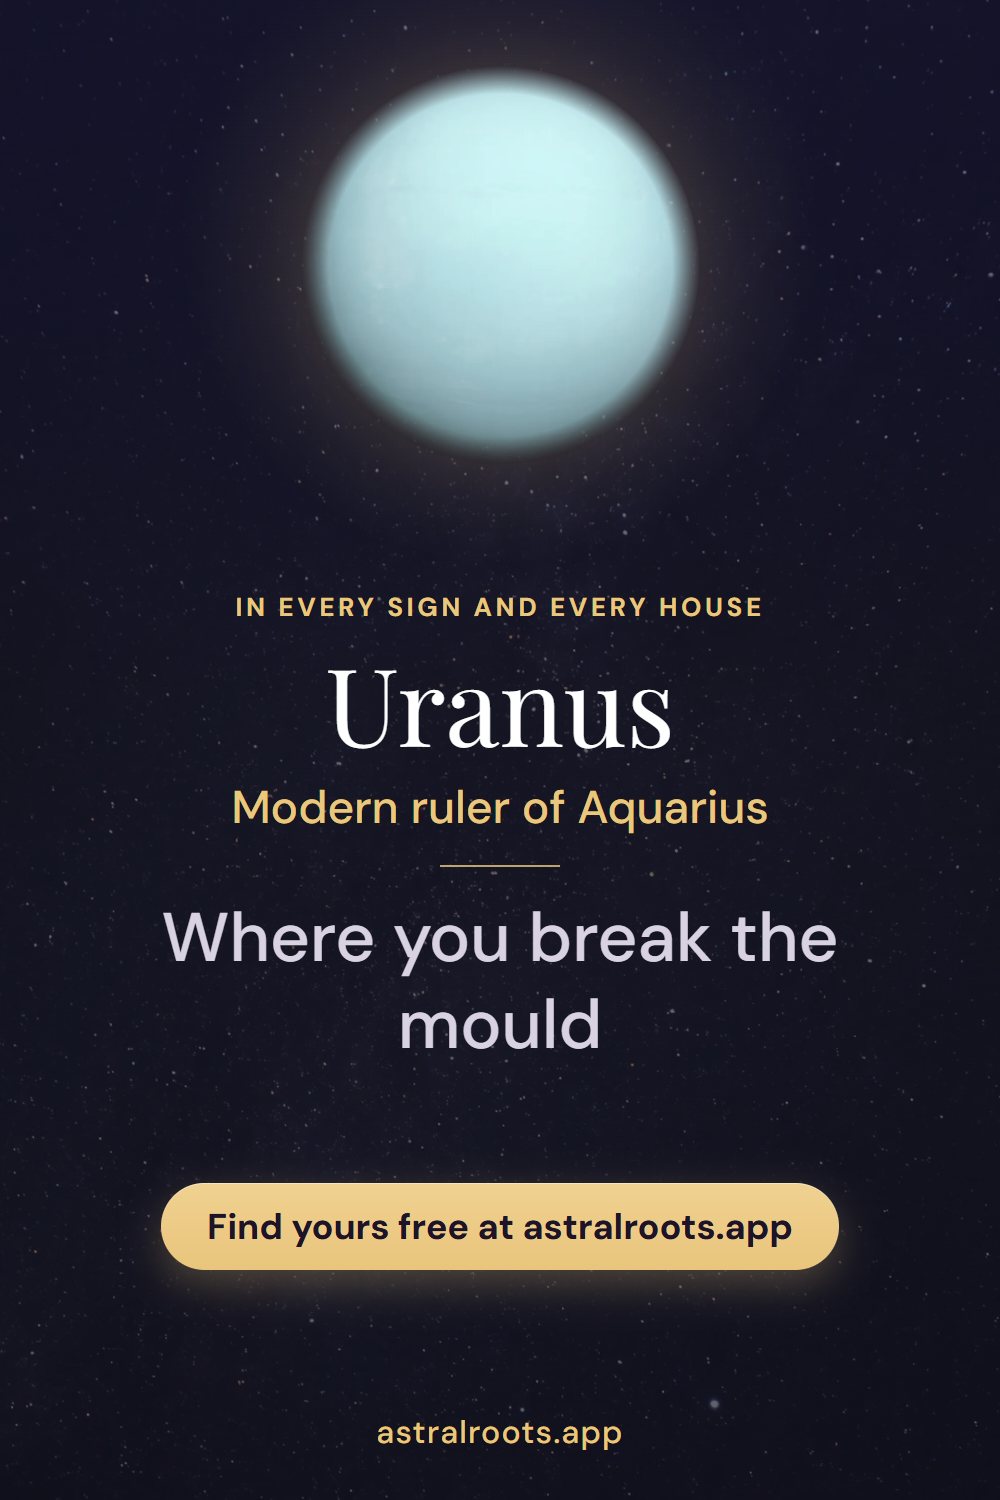 IN EVERY SIGN AND EVERY HOUSE
Uranus
Modern ruler of Aquarius
Where you break the
mould
Find yours free at astralroots.app
astralroots.app